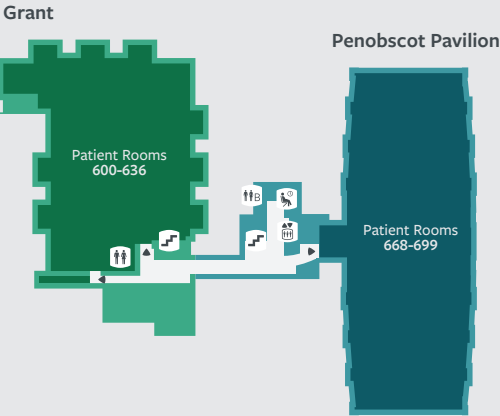 Grant
Penobscot Pavilion
Patient Rooms
600-636
B
Patient Rooms
668-699